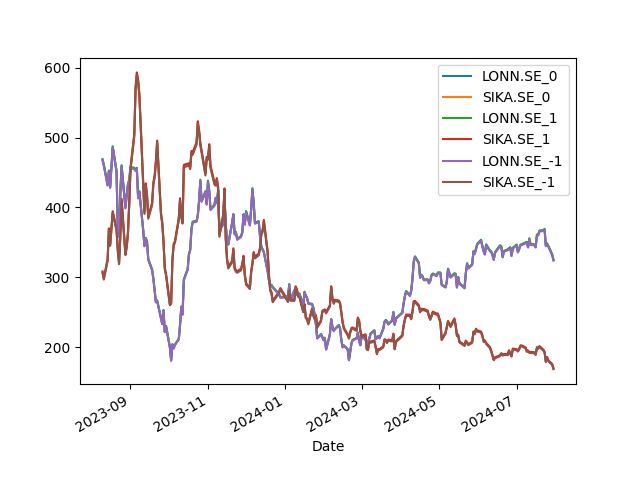 600
500
400
300
200
2023-09
2023-11
2024-01
2024-03
2024-05
2024-07
Date
LONN.SE_0
SIKA.SE_0
LONN.SE_1
SIKA.SE_1
LONN.SE_-1
SIKA.SE_-1